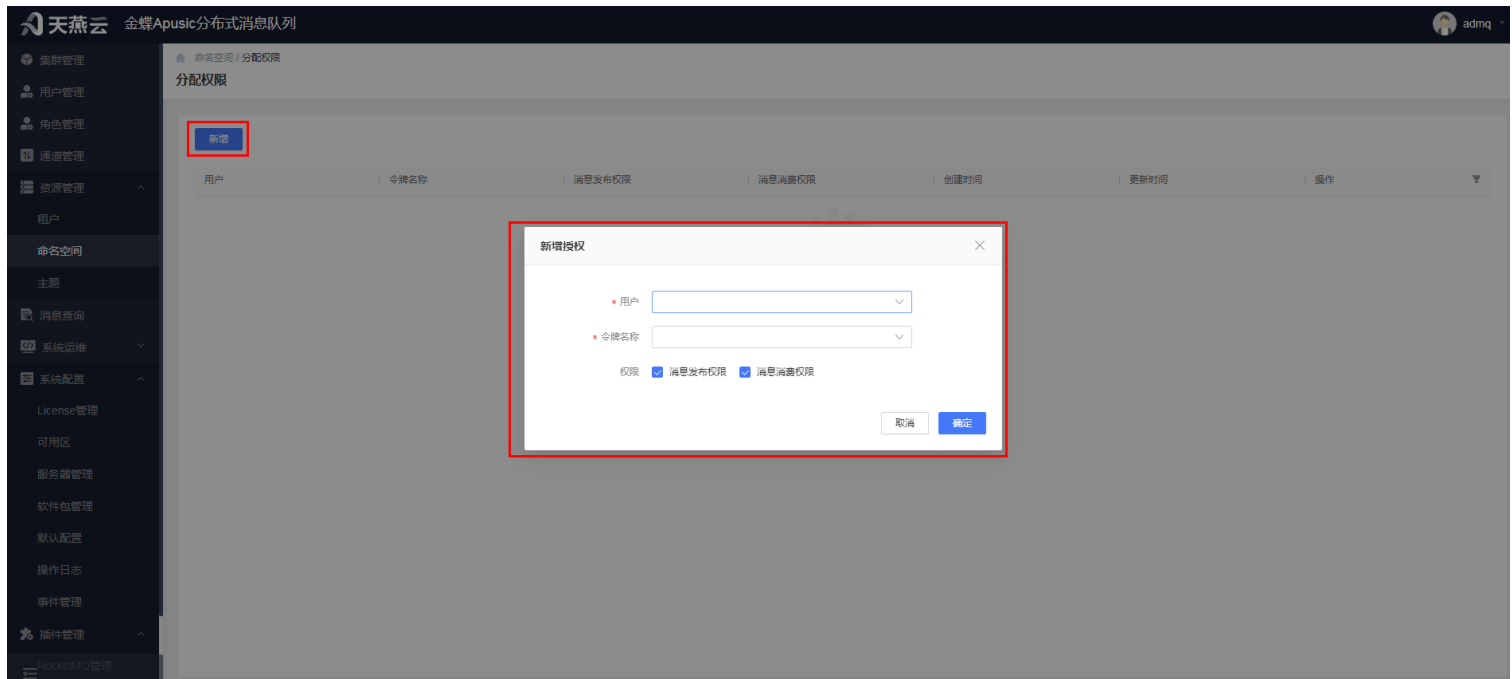 天燕云 金蝶Apusic分布式消息队列
admq
集群管理
用户管理
角色管理
通道管理
资源管理
租户
命名空间
主题
消息查询
系统运维
系统配置
License管理
可用区
服务器管理
软件包管理
默认配置
操作日志
事件管理
插件管理
RocketMQ管理
命名空间 / 分配权限
分配权限
新增
用户 令牌名称 消息发布权限 消息消费权限 创建时间 更新时间 操作
新增授权
* 用户
* 令牌名称
权限 消息发布权限 消息消费权限
取消 确定